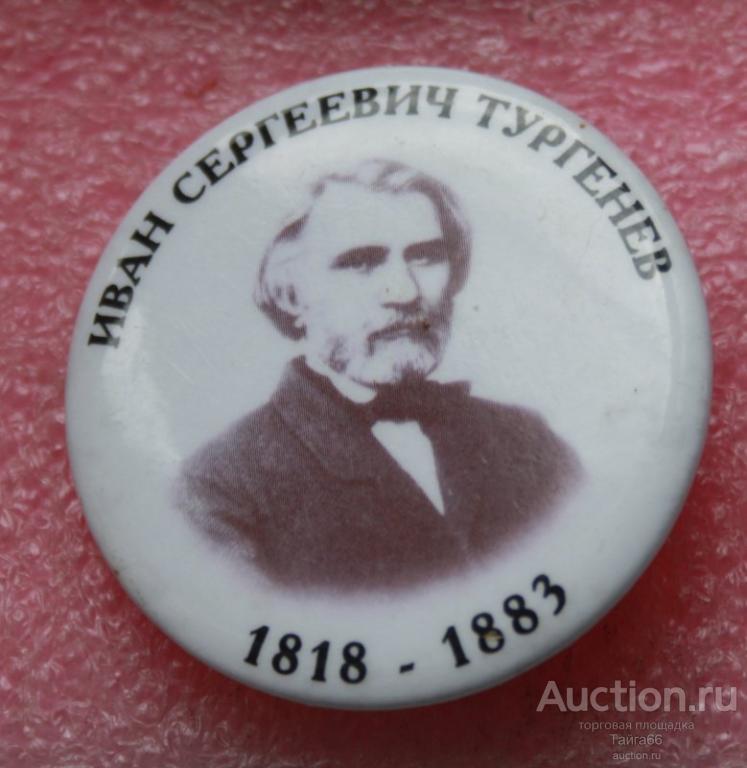 ИВАН СЕРГЕЕВИЧ ТУРГЕНЕВ
1818 - 1883
Auction.ru
торговая площадка
Тайга66
auction.ru